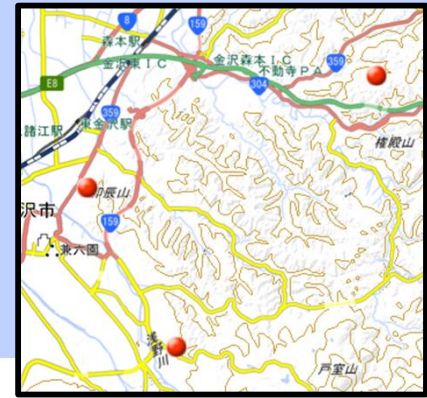 8
159
森本駅
金沢東IC
金沢森本IC
359
不動寺PA
E8
304
359
諸江駅
東金沢駅
権殿山
卯辰山
沢市
159
兼六園
浅野川
戸室山